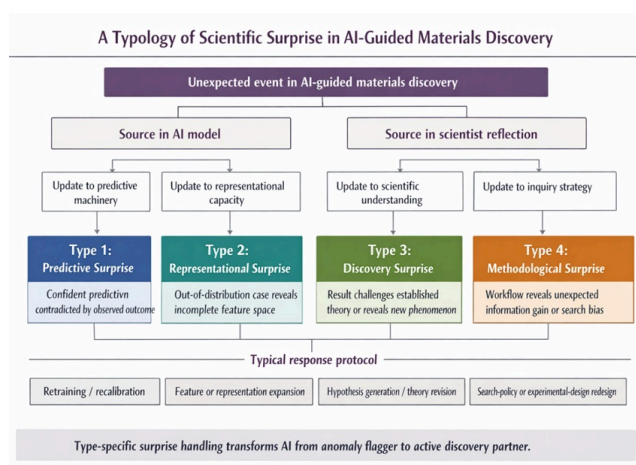 A Typology of Scientific Surprise in AI-Guided Materials Discovery
Unexpected event in AI-guided materials discovery
Source in AI model
Source in scientist reflection
Update to predictive
machinery
Update to representational
capacity
Update to scientific
understanding
Update to inquiry strategy
Type 1:
Predictive Surprise
Confident predictivn
contradicted by observed outcome
Type 2:
Representational Surprise
Out-of-distribution case reveals
incomplete feature space
Type 3:
Discovery Surprise
Result challenges established
theory or reveals new phenomenon
Type 4:
Methodological Surprise
Workflow reveals unexpected
information gain or search bias
Typical response protocol
Retraining / recalibration
Feature or representation expansion
Hypothesis generation / theory revision
Search-policy or experimental-design redesign
Type-specific surprise handling transforms AI from anomaly flagger to active discovery partner.